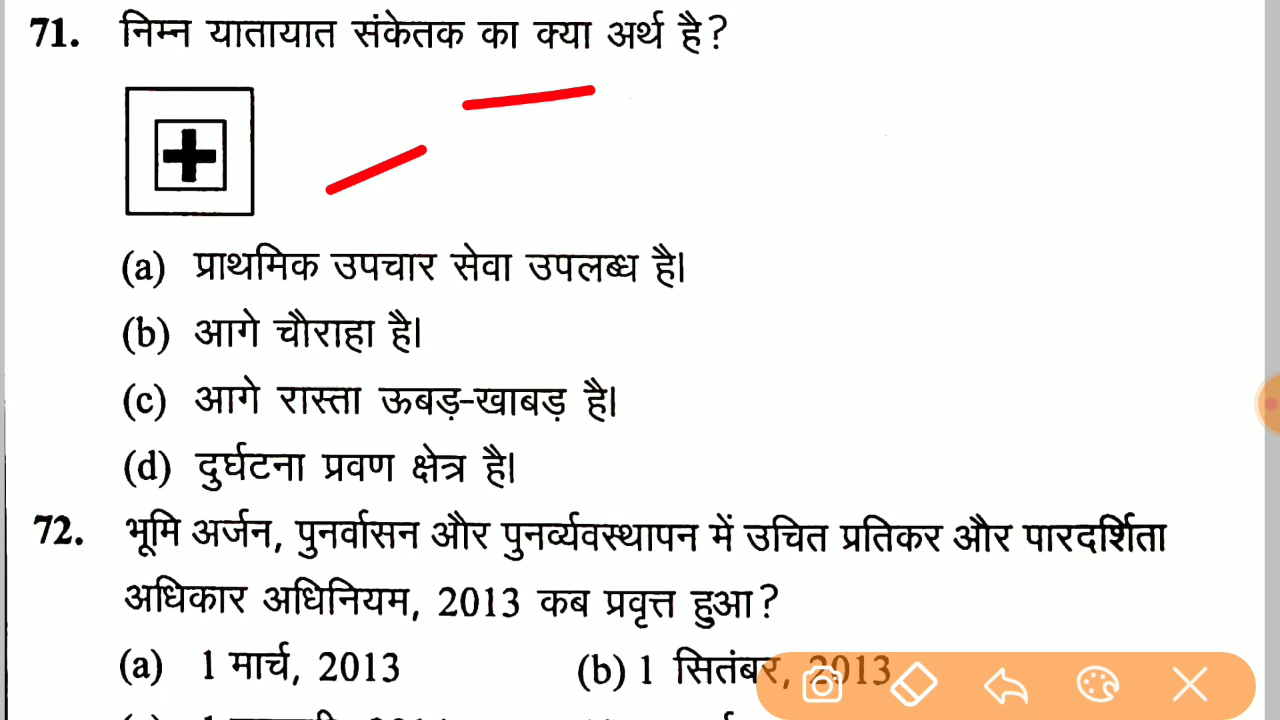 71. निम्न यातायात संकेतक का क्या अर्थ है?
(a) प्राथमिक उपचार सेवा उपलब्ध है।
(b) आगे चौराहा है।
(c) आगे रास्ता ऊबड़-खाबड़ है।
(d) दुर्घटना प्रवण क्षेत्र है।
72. भूमि अर्जन, पुनर्वासन और पुनर्व्यवस्थापन में उचित प्रतिकर और पारदर्शिता
अधिकार अधिनियम, 2013 कब प्रवृत्त हुआ?
(a) 1 मार्च, 2013 (b) 1 सितंबर, 2013